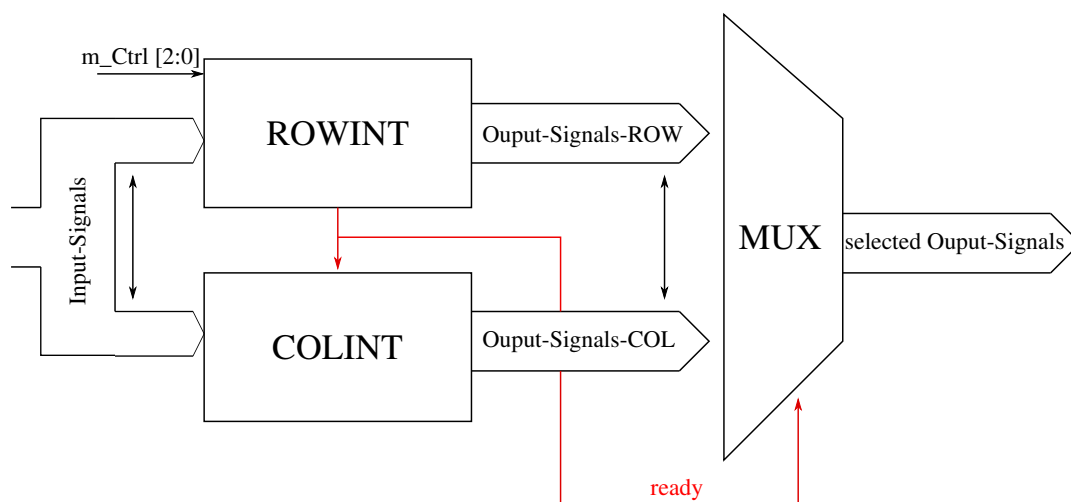 m_Ctrl [2:0]
ROWINT
Ouput-Signals-ROW
Input-Signals
MUX
selected Ouput-Signals
COLINT
Ouput-Signals-COL
ready